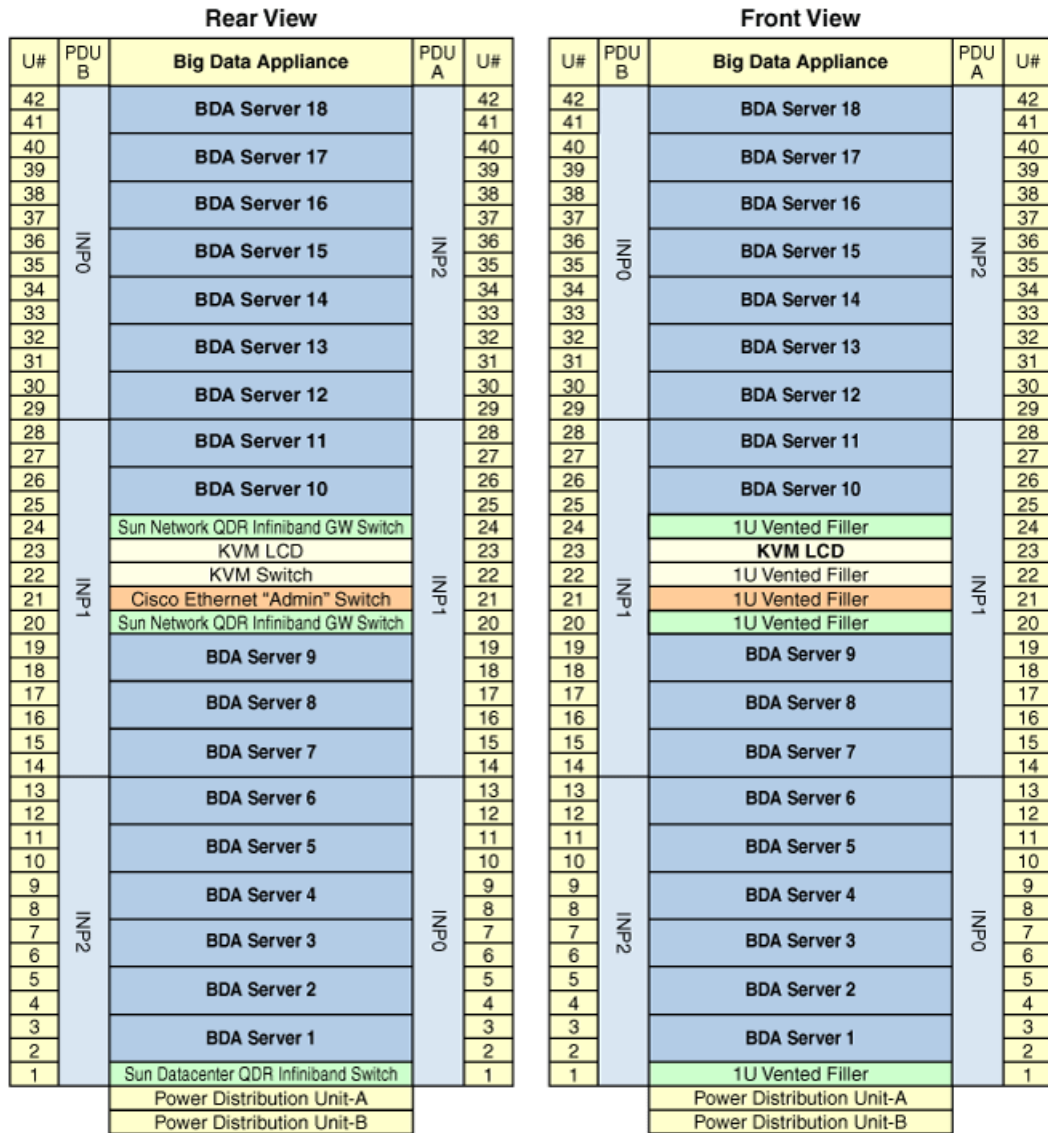 Rear View
U# PDU B Big Data Appliance PDU A U#
42 BDA Server 18 42
41 41
40 BDA Server 17 40
39 39
38 BDA Server 16 38
37 37
36 BDA Server 15 36
35 INP0 INP2 35
34 BDA Server 14 34
33 33
32 BDA Server 13 32
31 31
30 BDA Server 12 30
29 29
28 BDA Server 11 28
27 27
26 BDA Server 10 26
25 25
24 Sun Network QDR Infiniband GW Switch 24
23 KVM LCD 23
22 KVM Switch 22
21 INP1 Cisco Ethernet “Admin” Switch INP1 21
20 Sun Network QDR Infiniband GW Switch 20
19 BDA Server 9 19
18 18
17 BDA Server 8 17
16 16
15 BDA Server 7 15
14 14
13 BDA Server 6 13
12 12
11 BDA Server 5 11
10 10
9 BDA Server 4 9
8 8
7 INP2 BDA Server 3 INP0 7
6 6
5 BDA Server 2 5
4 4
3 BDA Server 1 3
2 2
1 Sun Datacenter QDR Infiniband Switch 1
Power Distribution Unit-A
Power Distribution Unit-B
Front View
U# PDU B Big Data Appliance PDU A U#
42 BDA Server 18 42
41 41
40 BDA Server 17 40
39 39
38 BDA Server 16 38
37 37
36 BDA Server 15 36
35 INP0 INP2 35
34 BDA Server 14 34
33 33
32 BDA Server 13 32
31 31
30 BDA Server 12 30
29 29
28 BDA Server 11 28
27 27
26 BDA Server 10 26
25 25
24 1U Vented Filler 24
23 KVM LCD 23
22 1U Vented Filler 22
21 INP1 1U Vented Filler INP1 21
20 1U Vented Filler 20
19 BDA Server 9 19
18 18
17 BDA Server 8 17
16 16
15 BDA Server 7 15
14 14
13 BDA Server 6 13
12 12
11 BDA Server 5 11
10 10
9 BDA Server 4 9
8 8
7 INP2 BDA Server 3 INP0 7
6 6
5 BDA Server 2 5
4 4
3 BDA Server 1 3
2 2
1 1U Vented Filler 1
Power Distribution Unit-A
Power Distribution Unit-B